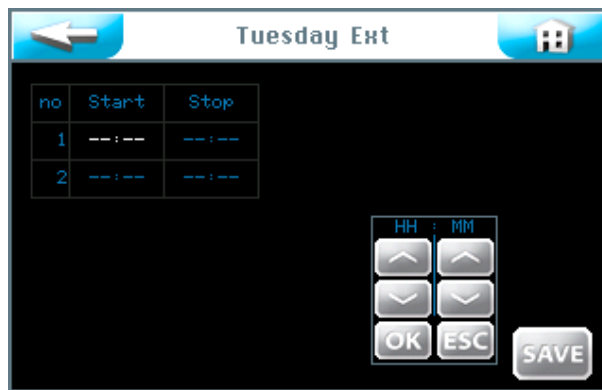 Tuesday Ext
no Start Stop
1 --:-- --:--
2 --:-- --:--
HH : MM
OK ESC
SAVE